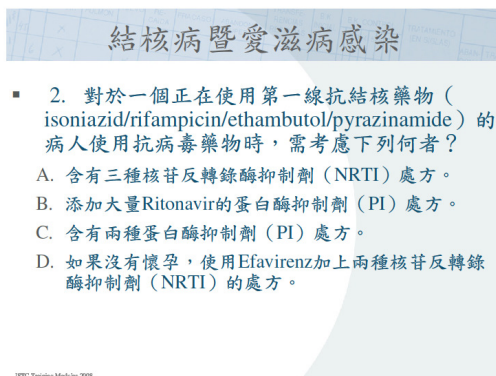 結核病暨愛滋病感染
▪ 2. 對於一個正在使用第一線抗結核藥物（
isoniazid/rifampicin/ethambutol/pyrazinamide）的
病人使用抗病毒藥物時，需考慮下列何者？
A. 含有三種核苷反轉錄酶抑制劑（NRTI）處方。
B. 添加大量Ritonavir的蛋白酶抑制劑（PI）處方。
C. 含有兩種蛋白酶抑制劑（PI）處方。
D. 如果沒有懷孕，使用Efavirenz加上兩種核苷反轉錄
酶抑制劑（NRTI）的處方。